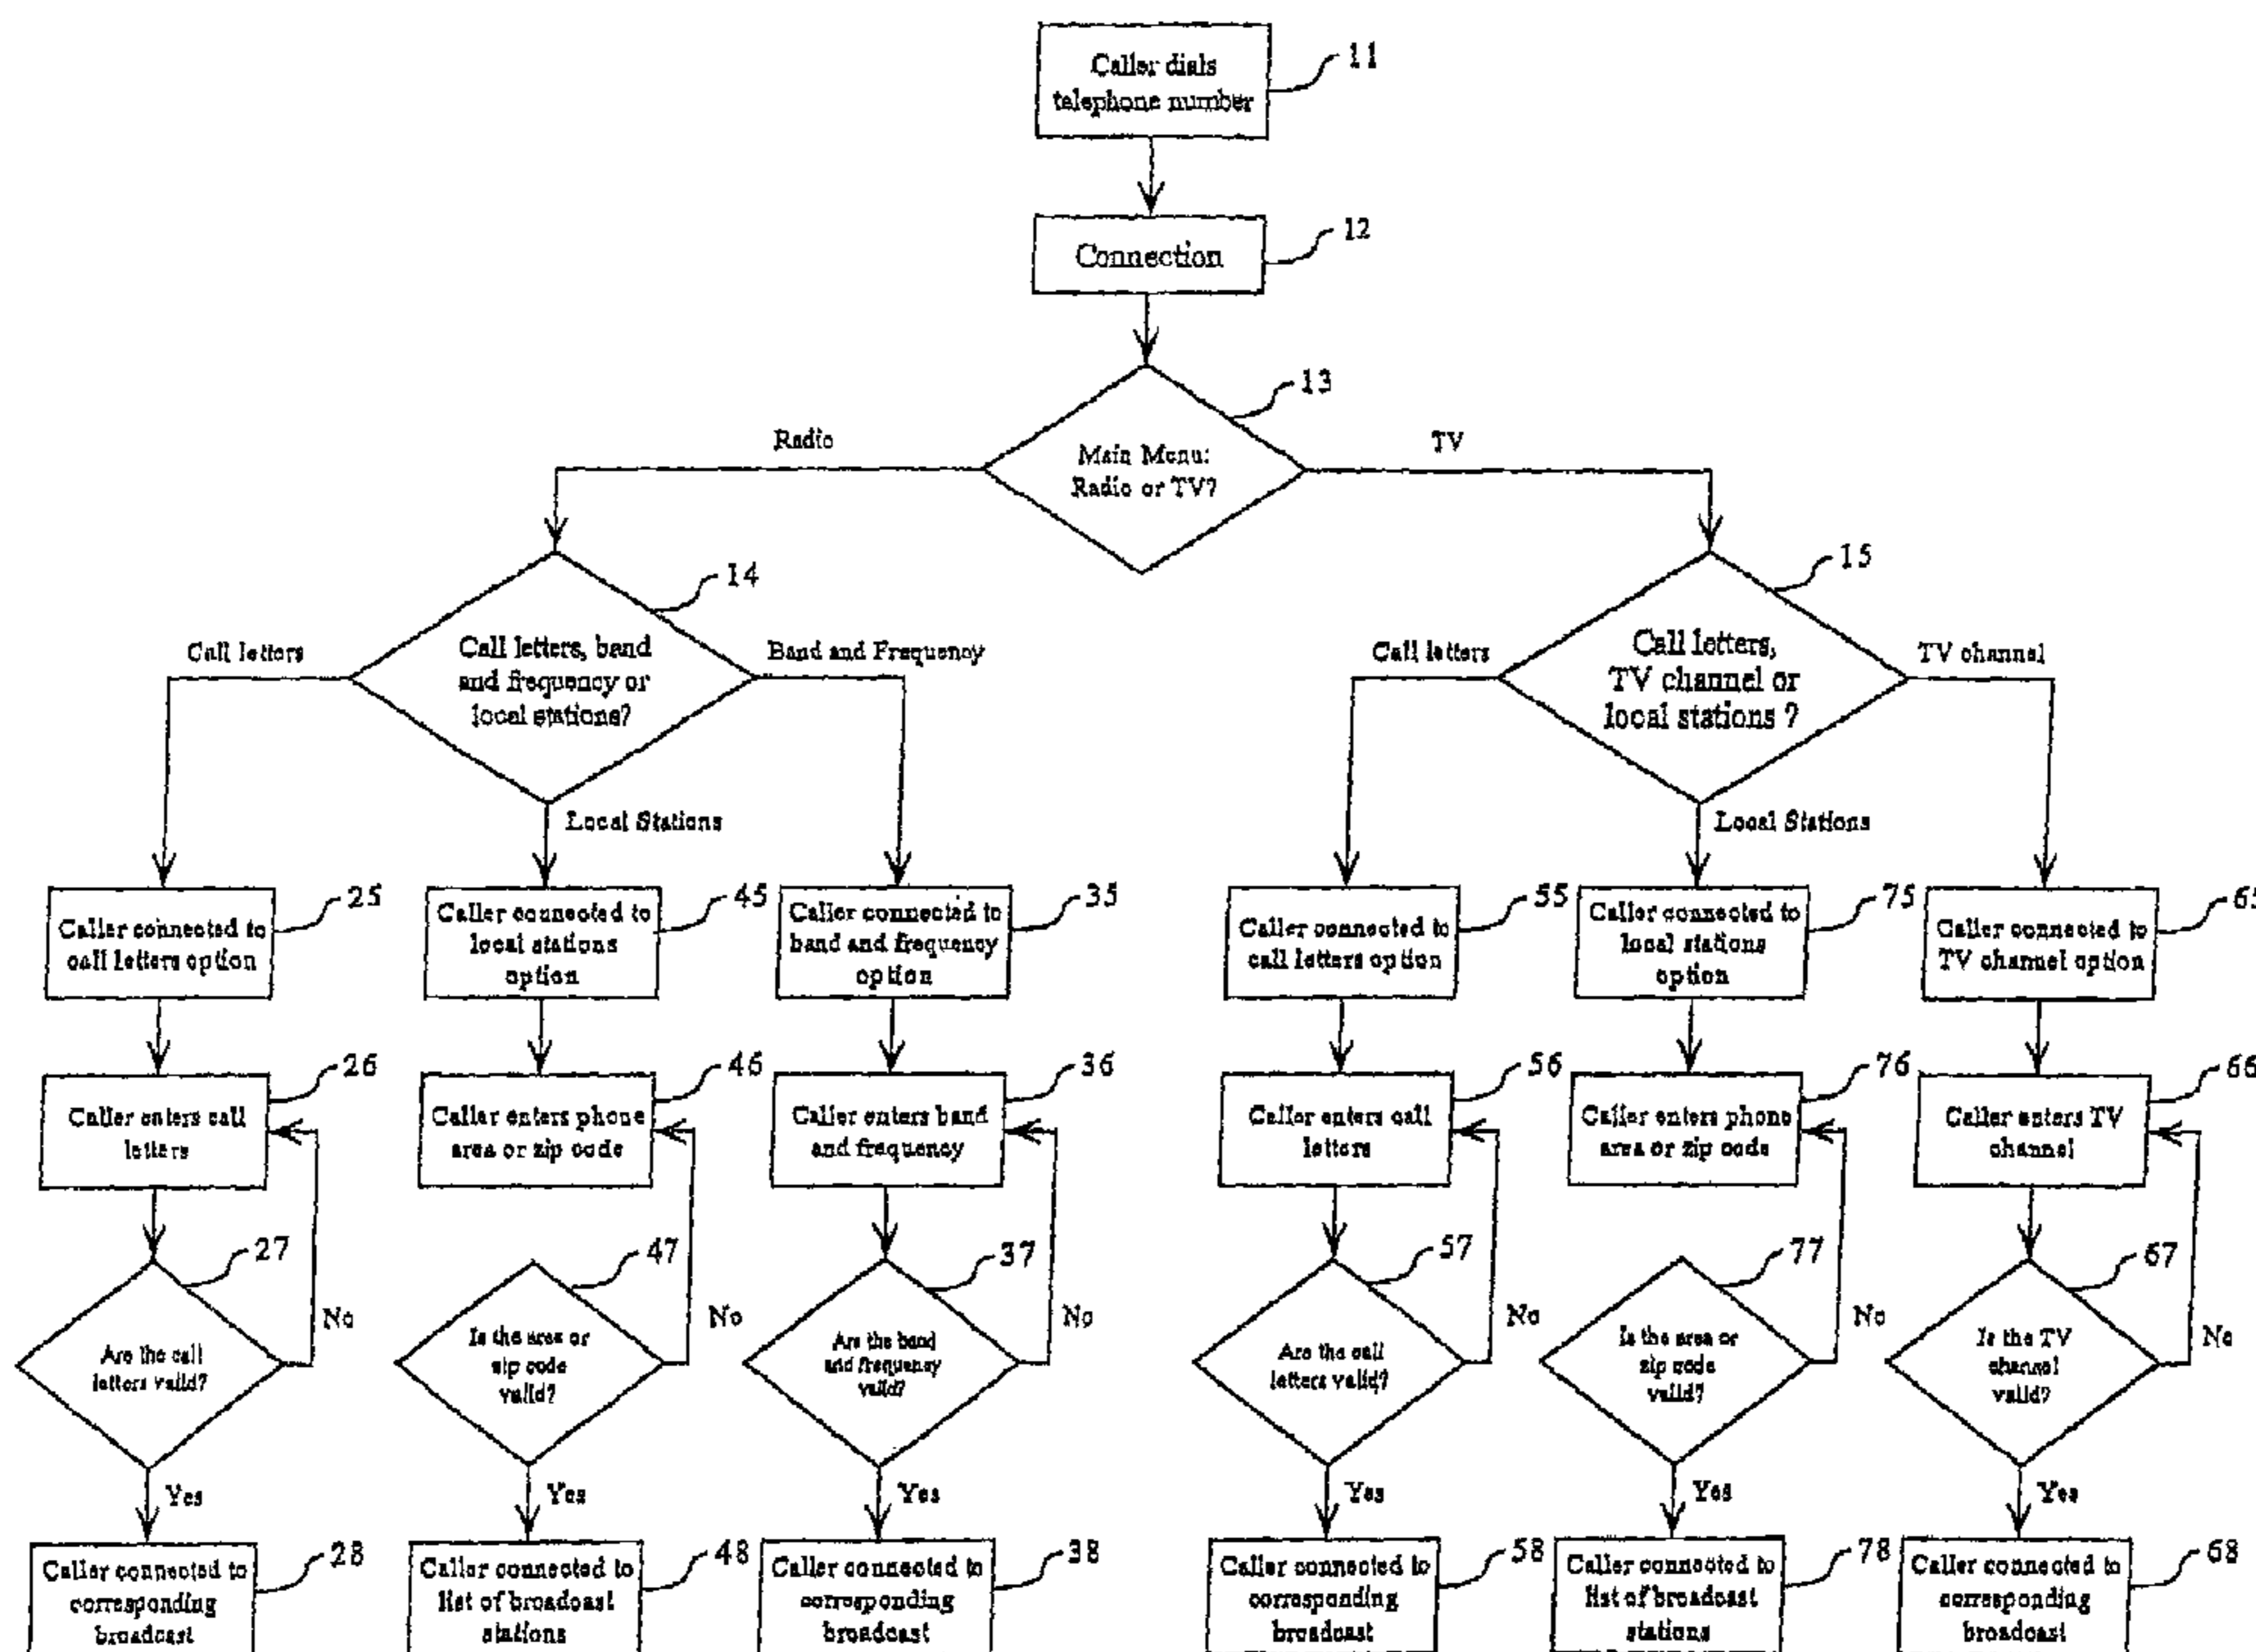 Caller dials
telephone number
11
Connection
12
13
Main Menu:
Radio or TV?
Radio
TV
14
Call letters, band
and frequency or
local stations?
Call letters
Band and Frequency
Local Stations
15
Call letters,
TV channel or
local stations ?
Call letters
TV channel
Local Stations
25
Caller connected to
call letters option
45
Caller connected to
local stations
option
35
Caller connected to
band and frequency
option
55
Caller connected to
call letters option
75
Caller connected to
local stations
option
65
Caller connected to
TV channel option
26
Caller enters call
letters
46
Caller enters phone
area or zip code
36
Caller enters band
and frequency
56
Caller enters call
letters
76
Caller enters phone
area or zip code
66
Caller enters TV
channel
27
Are the call
letters valid?
No
Yes
47
Is the area or
zip code
valid?
No
Yes
37
Are the band
and frequency
valid?
No
Yes
57
Are the call
letters valid?
No
Yes
77
Is the area or
zip code
valid?
No
Yes
67
Is the TV
channel
valid?
No
Yes
28
Caller connected to
corresponding
broadcast
48
Caller connected to
list of broadcast
stations
38
Caller connected to
corresponding
broadcast
58
Caller connected to
corresponding
broadcast
78
Caller connected to
list of broadcast
stations
68
Caller connected to
corresponding
broadcast